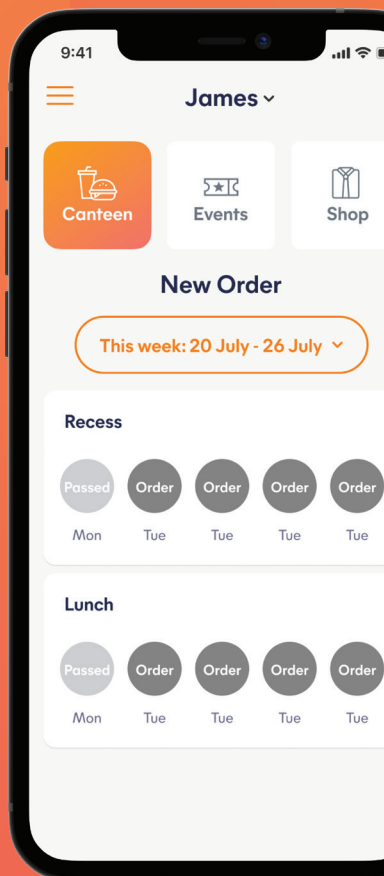 9:41
James
Canteen Events Shop
New Order
This week: 20 July - 26 July
Recess
Passed Order Order Order Order
Mon Tue Tue Tue Tue
Lunch
Passed Order Order Order Order
Mon Tue Tue Tue Tue